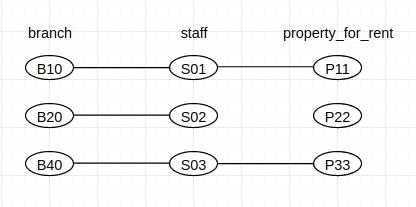 branch staff property_for_rent
B10 S01 P11
B20 S02 P22
B40 S03 P33